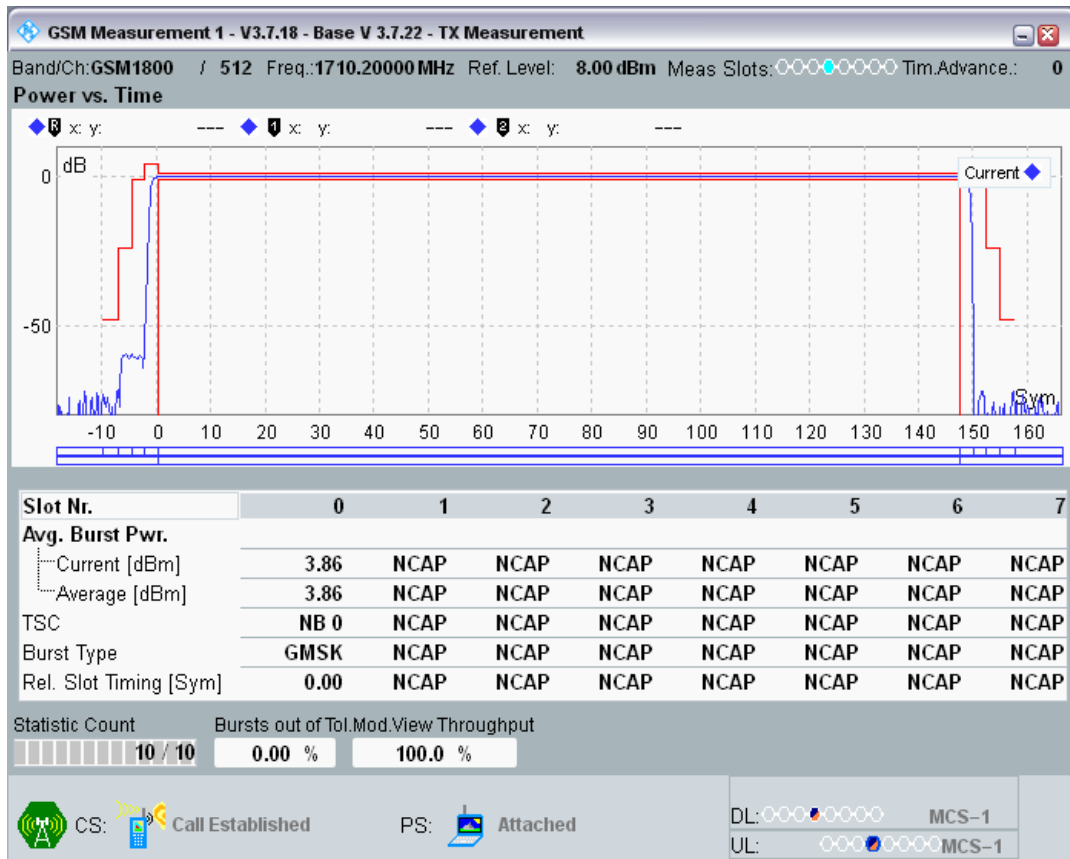 GSM Measurement 1 - V3.7.18 - Base V 3.7.22 - TX Measurement
Band/Ch:GSM1800 / 512 Freq.:1710.20000 MHz Ref. Level: 8.00 dBm Meas Slots: Tim.Advance.: 0
Power vs. Time
R x: y: --- 1 x: y: --- 2 x: y: ---
dB
Current
0
-50
Sym
-10 0 10 20 30 40 50 60 70 80 90 100 110 120 130 140 150 160
Slot Nr. 0 1 2 3 4 5 6 7
Avg. Burst Pwr.
Current [dBm] 3.86 NCAP NCAP NCAP NCAP NCAP NCAP NCAP
Average [dBm] 3.86 NCAP NCAP NCAP NCAP NCAP NCAP NCAP
TSC NB 0 NCAP NCAP NCAP NCAP NCAP NCAP NCAP
Burst Type GMSK NCAP NCAP NCAP NCAP NCAP NCAP NCAP
Rel. Slot Timing [Sym] 0.00 NCAP NCAP NCAP NCAP NCAP NCAP NCAP
Statistic Count Bursts out of Tol. Mod.View Throughput
10 / 10 0.00 % 100.0 %
CS: Call Established PS: Attached DL: MCS-1
UL: MCS-1